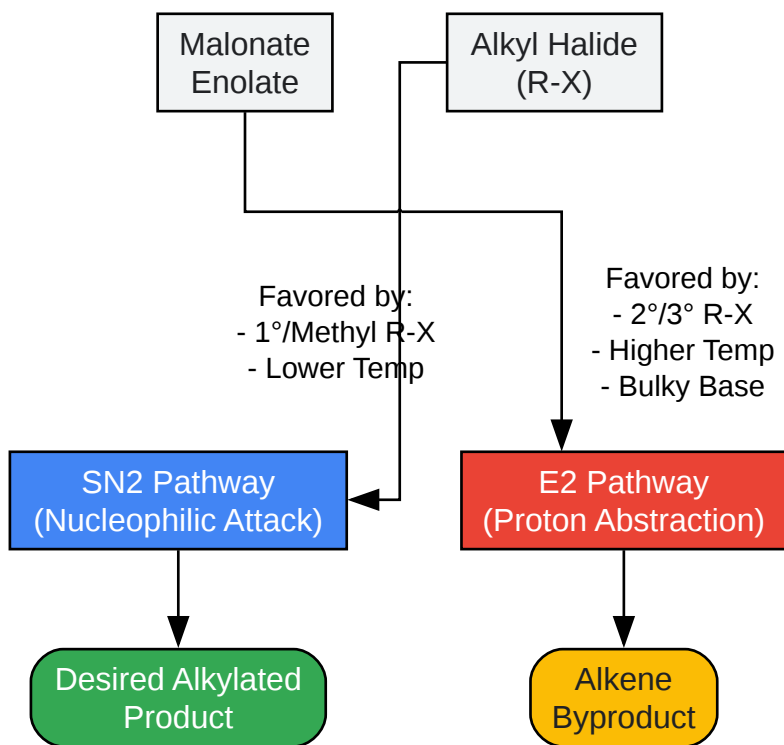 Malonate
Enolate
Alkyl Halide
(R-X)
Favored by:
- 1°/Methyl R-X
- Lower Temp
Favored by:
- 2°/3° R-X
- Higher Temp
- Bulky Base
SN2 Pathway
(Nucleophilic Attack)
E2 Pathway
(Proton Abstraction)
Desired Alkylated
Product
Alkene
Byproduct